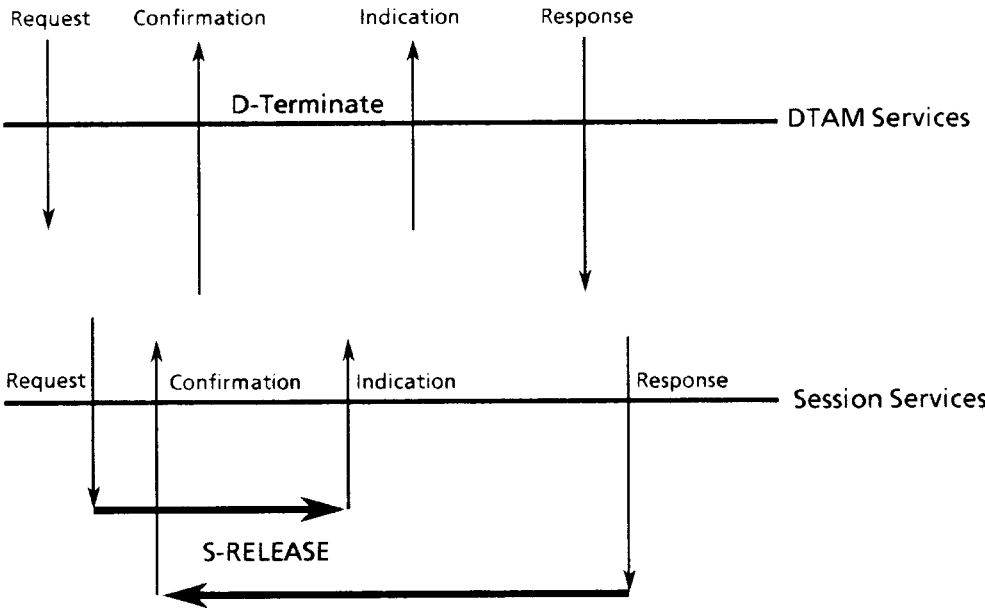 Request Confirmation Indication Response
D-Terminate
DTAM Services
Request Confirmation Indication Response
Session Services
S-RELEASE